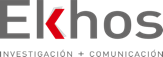 Ekhos
INVESTIGACIÓN + COMUNICACIÓN